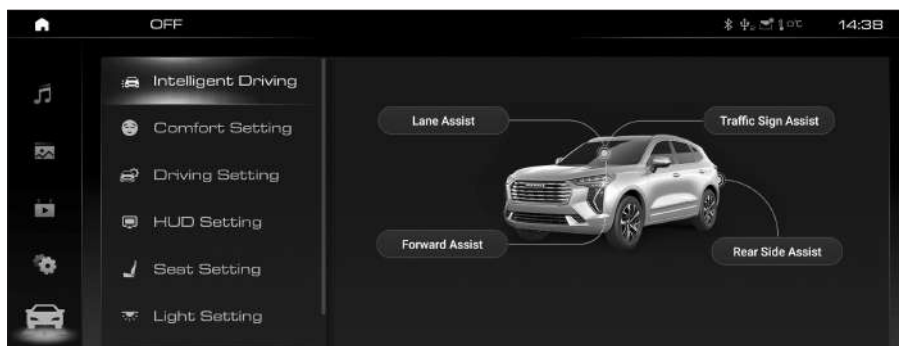 OFF
0℃
14:38
Intelligent Driving
Comfort Setting
Driving Setting
HUD Setting
Seat Setting
Light Setting
Lane Assist
Traffic Sign Assist
Forward Assist
Rear Side Assist